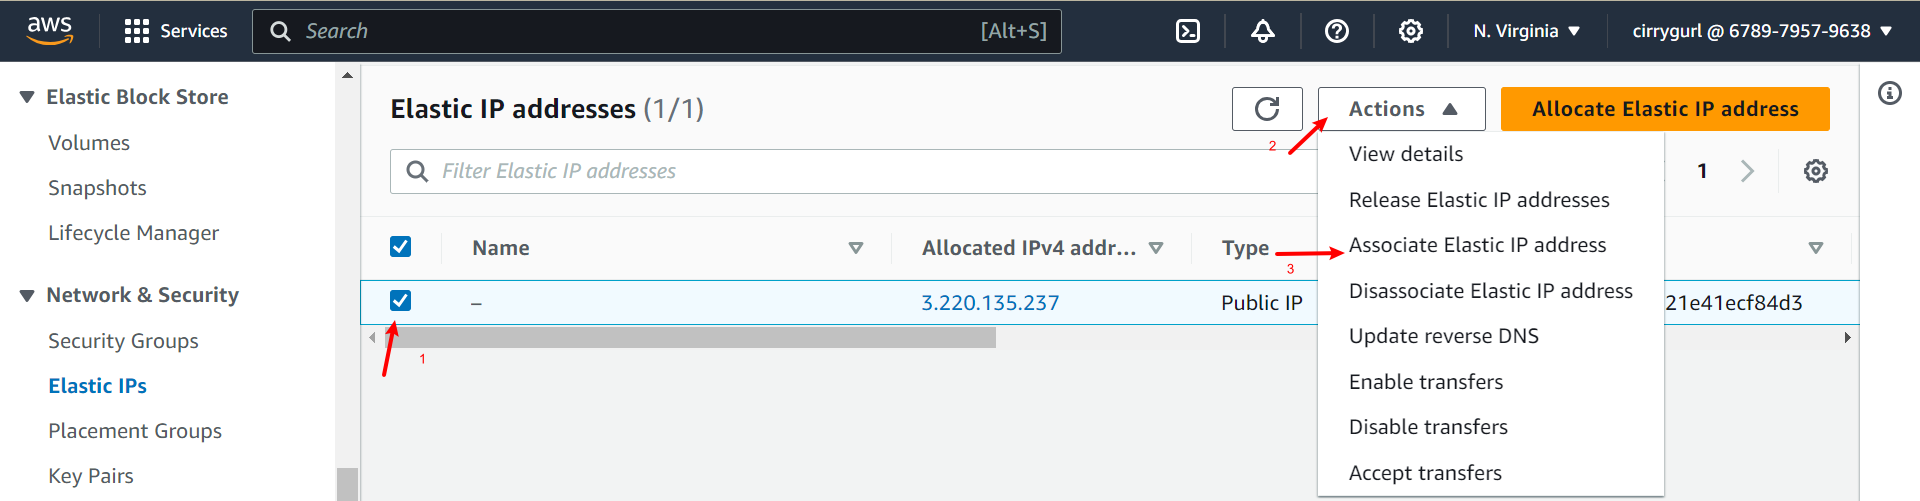 aws
Services
Search
[Alt+S]
N. Virginia
cirrygurl @ 6789-7957-9638
Elastic Block Store
Volumes
Snapshots
Lifecycle Manager
Network & Security
Security Groups
Elastic IPs
Placement Groups
Key Pairs
Elastic IP addresses (1/1)
Actions
Allocate Elastic IP address
2
Filter Elastic IP addresses
1
Name
Allocated IPv4 addr...
Type
3
–
3.220.135.237
Public IP
21e41ecf84d3
1
View details
Release Elastic IP addresses
Associate Elastic IP address
Disassociate Elastic IP address
Update reverse DNS
Enable transfers
Disable transfers
Accept transfers